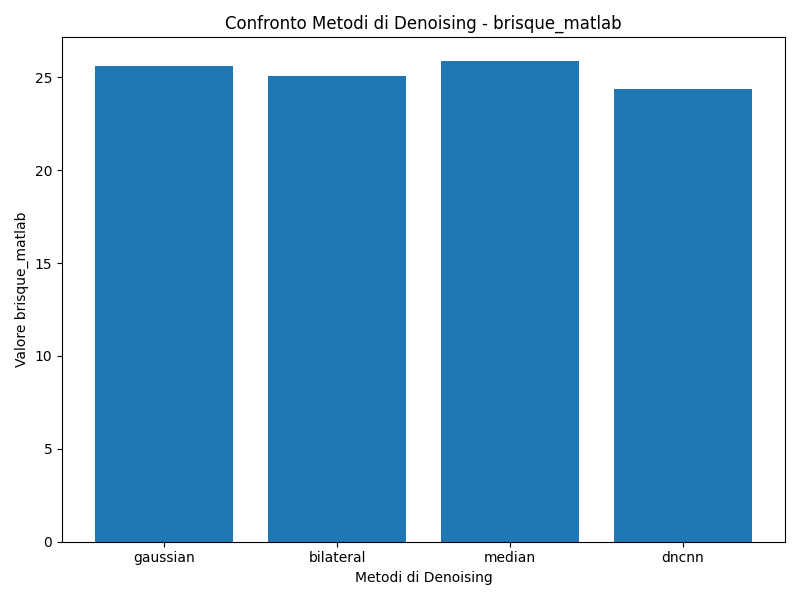 Confronto Metodi di Denoising - brisque_matlab
Valore brisque_matlab
25
20
15
10
5
0
gaussian
bilateral
median
dncnn
Metodi di Denoising